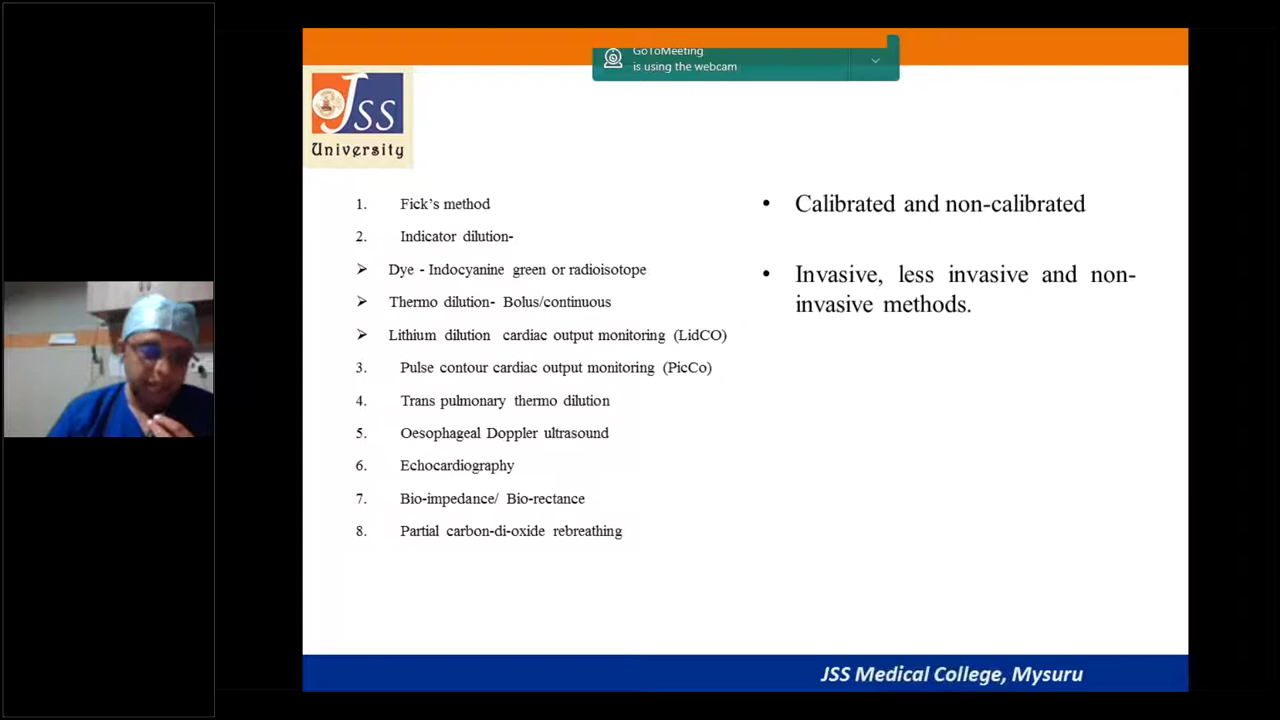 GoToMeeting
is using the webcam
JSS
University
1. Fick's method
2. Indicator dilution-
➢ Dye - Indocyanine green or radioisotope
➢ Thermo dilution- Bolus/continuous
➢ Lithium dilution cardiac output monitoring (LidCO)
3. Pulse contour cardiac output monitoring (PicCo)
4. Trans pulmonary thermo dilution
5. Oesophageal Doppler ultrasound
6. Echocardiography
7. Bio-impedance/ Bio-rectance
8. Partial carbon-di-oxide rebreathing
• Calibrated and non-calibrated
• Invasive, less invasive and non-
invasive methods.
JSS Medical College, Mysuru